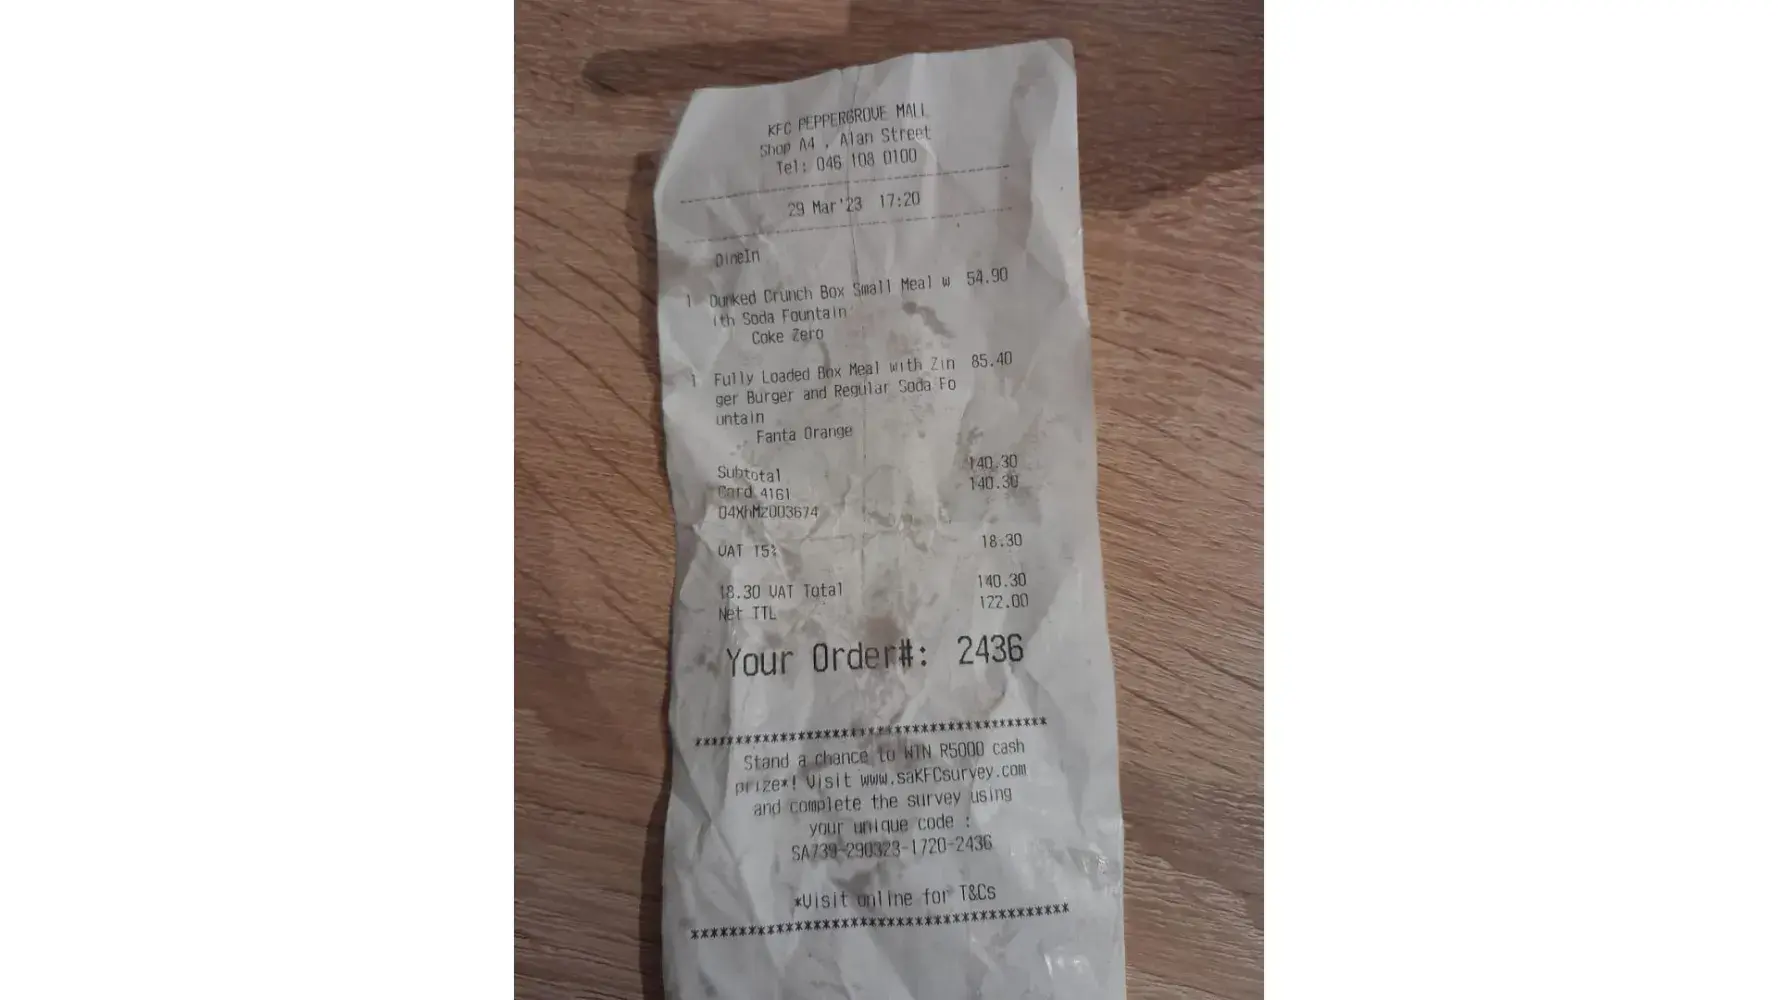 KFC PEPPERGROVE MALL
Shop A4 , Alan Street
Tel: 046 108 0100
29 Mar'23 17:20
DineIn
1 Dunked Crunch Box Small Meal w 54.90
ith Soda Fountain
Coke Zero
1 Fully Loaded Box Meal with Zin 85.40
ger Burger and Regular Soda Fo
untain
Fanta Orange
Subtotal 140.30
Card 4161 140.30
04XhMz003674
VAT 15% 18.30
18.30 VAT Total 140.30
Net TTL 122.00
Your Order#: 2436
******************************************
Stand a chance to WIN R5000 cash
prize*! Visit www.saKFCsurvey.com
and complete the survey using
your unique code :
SA739-290323-1720-2436
*Visit online for T&Cs
******************************************